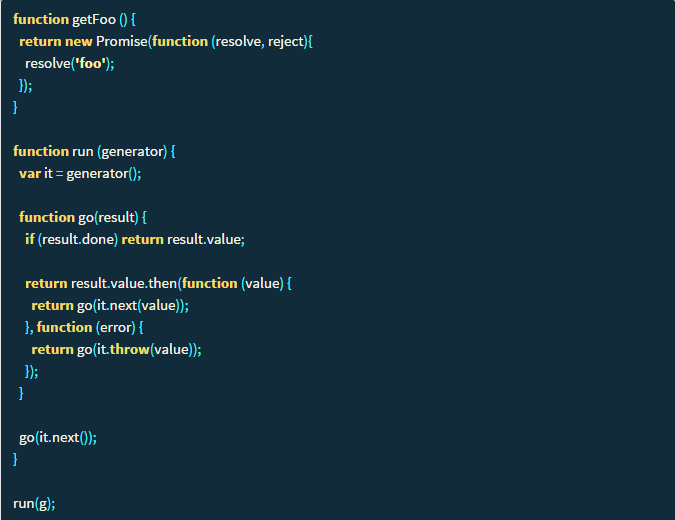 function getFoo () {
return new Promise(function (resolve, reject){
resolve('foo');
});
}
function run (generator) {
var it = generator();
function go(result) {
if (result.done) return result.value;
return result.value.then(function (value) {
return go(it.next(value));
}, function (error) {
return go(it.throw(value));
});
}
go(it.next());
}
run(g);